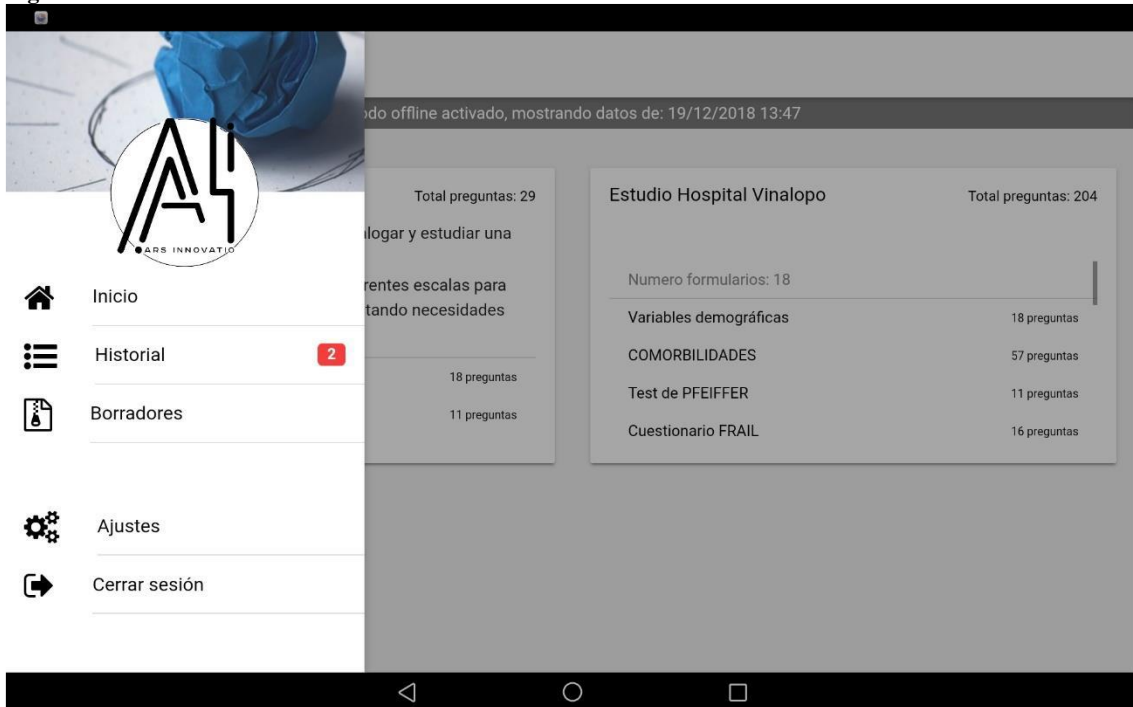 ARS INNOVATIO
Inicio
Historial 2
Borradores
Ajustes
Cerrar sesión
odo offline activado, mostrando datos de: 19/12/2018 13:47
Total preguntas: 29
alogar y estudiar una
rentes escalas para
tando necesidades
18 preguntas
11 preguntas
Estudio Hospital Vinalopo Total preguntas: 204
Numero formularios: 18
Variables demográficas 18 preguntas
COMORBILIDADES 57 preguntas
Test de PFEIFFER 11 preguntas
Cuestionario FRAIL 16 preguntas